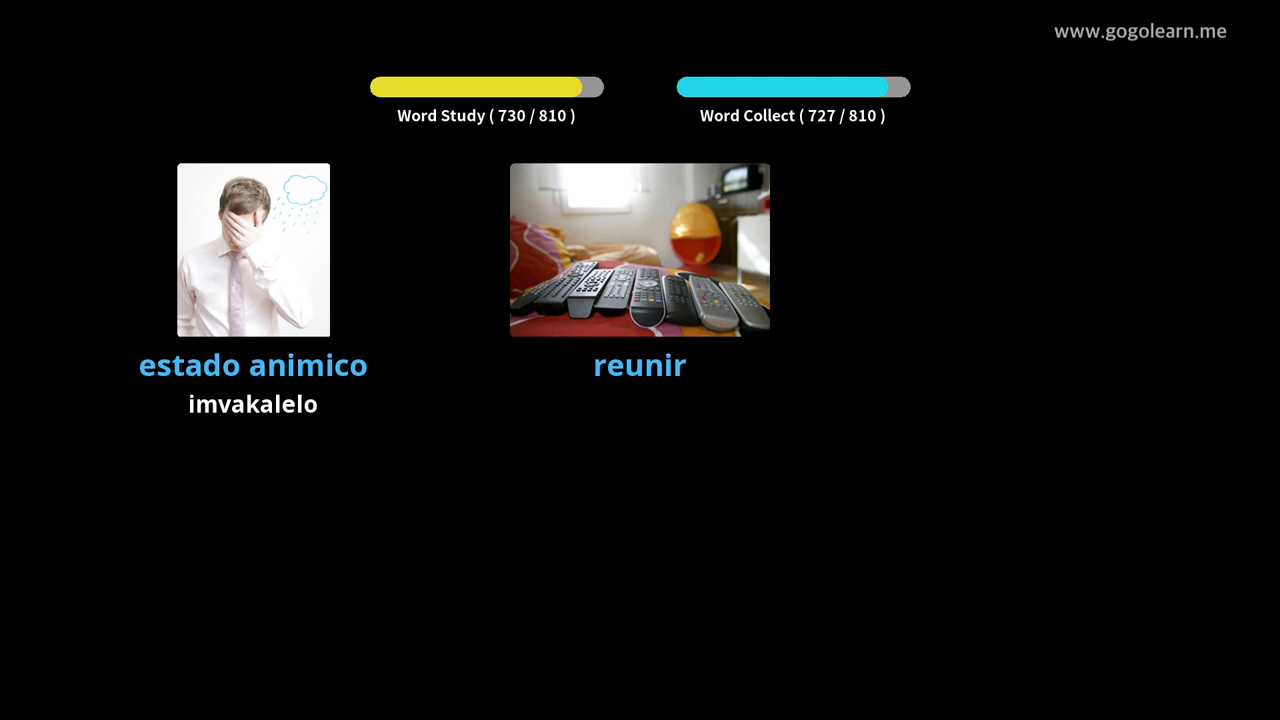 www.gogolearn.me
Word Study ( 730 / 810 )
Word Collect ( 727 / 810 )
estado animico
imvakalelo
reunir